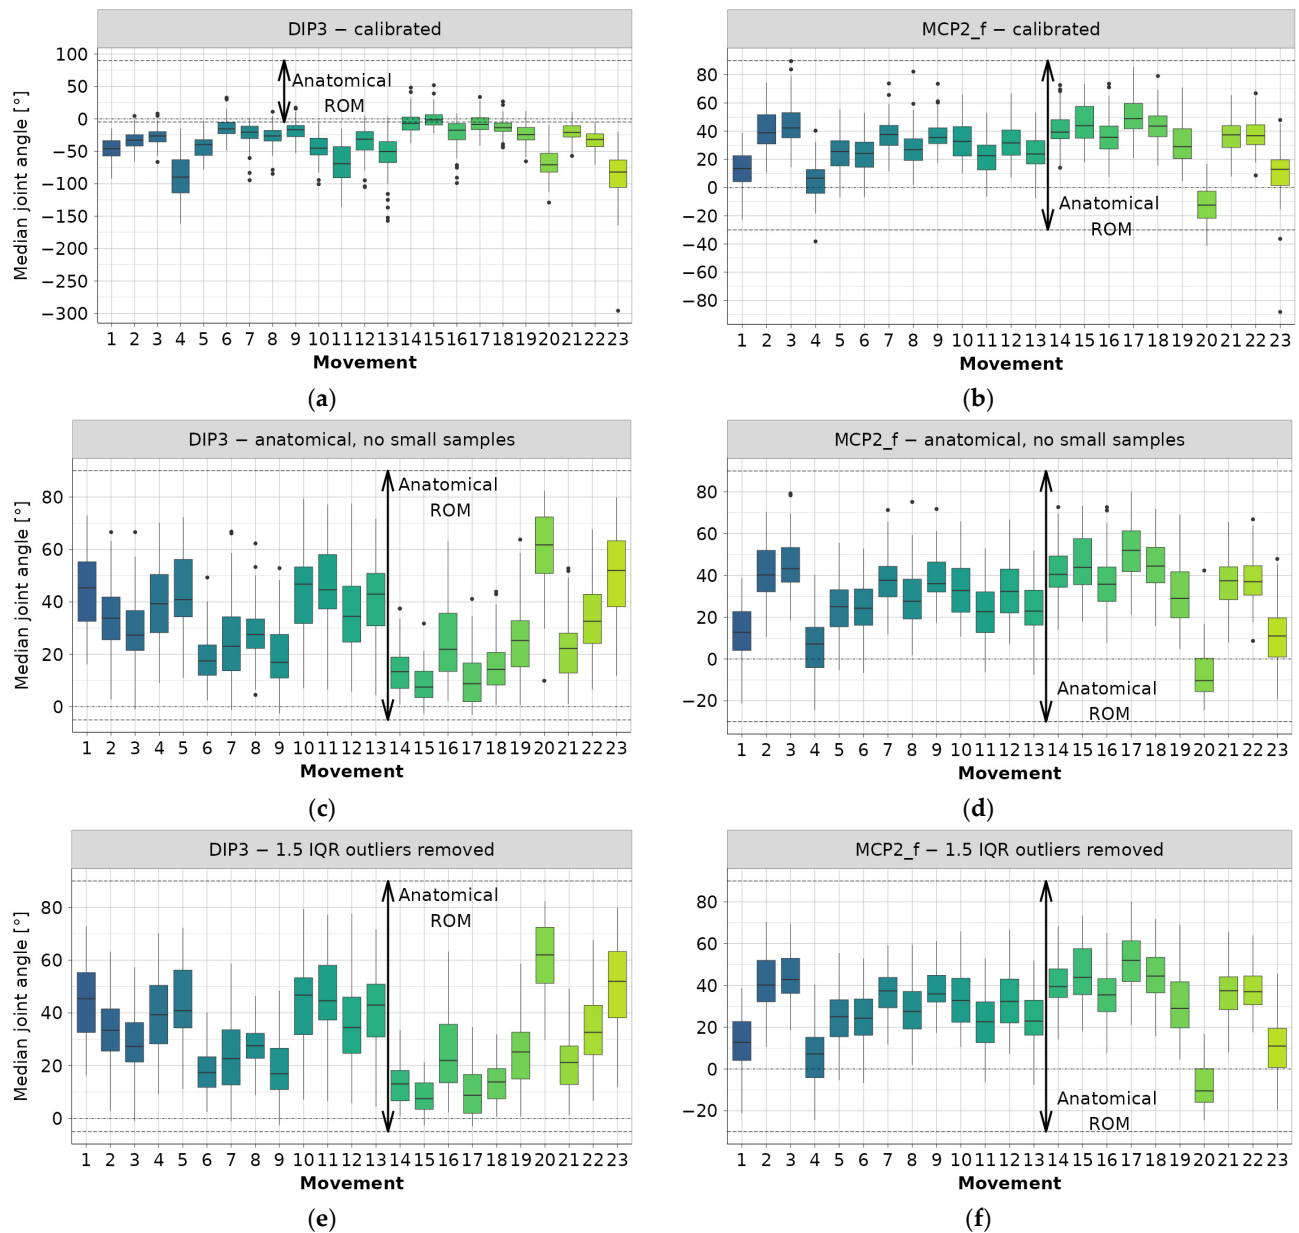 DIP3 − calibrated
Median joint angle [°]
100
50
0
−50
−100
−150
−200
−250
−300
Anatomical
ROM
1 2 3 4 5 6 7 8 9 10 11 12 13 14 15 16 17 18 19 20 21 22 23
Movement
(a)
MCP2_f − calibrated
80
60
40
20
0
−20
−40
−60
−80
Anatomical
ROM
1 2 3 4 5 6 7 8 9 10 11 12 13 14 15 16 17 18 19 20 21 22 23
Movement
(b)
DIP3 − anatomical, no small samples
Median joint angle [°]
80
60
40
20
0
Anatomical
ROM
1 2 3 4 5 6 7 8 9 10 11 12 13 14 15 16 17 18 19 20 21 22 23
Movement
(c)
MCP2_f − anatomical, no small samples
80
60
40
20
0
−20
Anatomical
ROM
1 2 3 4 5 6 7 8 9 10 11 12 13 14 15 16 17 18 19 20 21 22 23
Movement
(d)
DIP3 − 1.5 IQR outliers removed
Median joint angle [°]
80
60
40
20
0
Anatomical
ROM
1 2 3 4 5 6 7 8 9 10 11 12 13 14 15 16 17 18 19 20 21 22 23
Movement
(e)
MCP2_f − 1.5 IQR outliers removed
80
60
40
20
0
−20
Anatomical
ROM
1 2 3 4 5 6 7 8 9 10 11 12 13 14 15 16 17 18 19 20 21 22 23
Movement
(f)